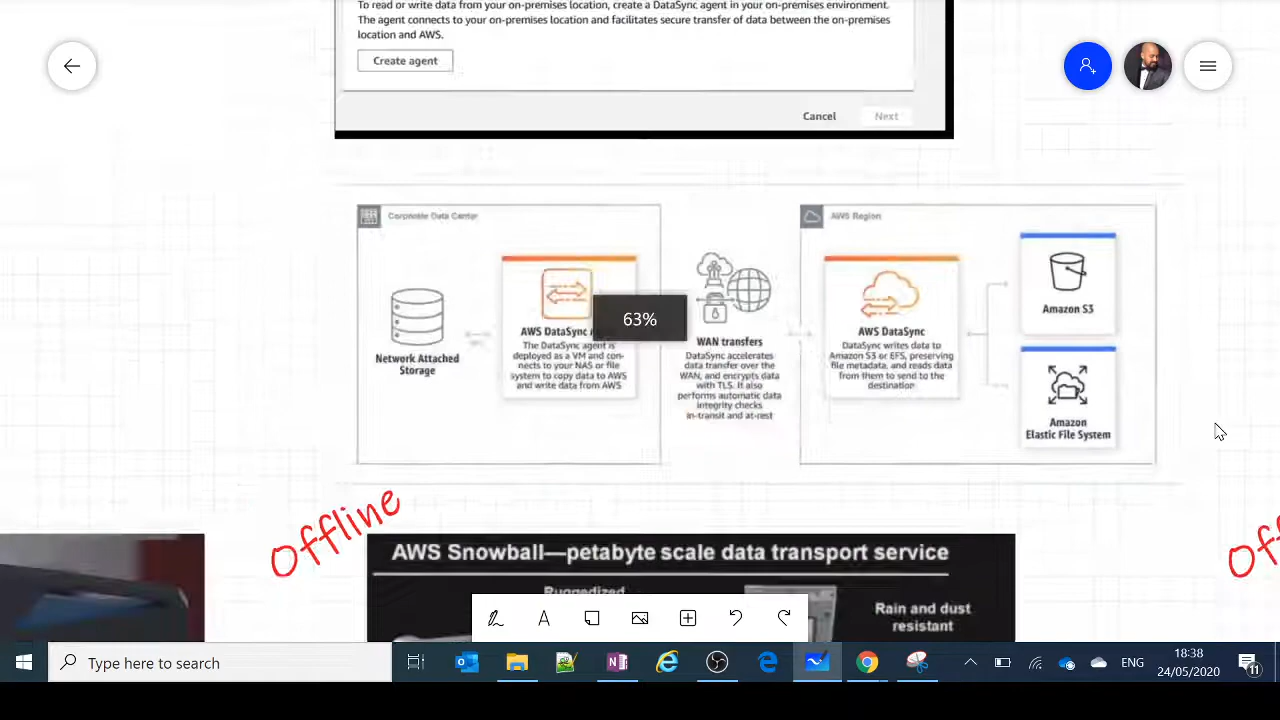 To read or write data from your on-premises location, create a DataSync agent in your on-premises environment.
The agent connects to your on-premises location and facilitates secure transfer of data between the on-premises
location and AWS.
Create agent
Cancel
Next
Corporate Data Center
AWS Region
Network Attached
Storage
AWS DataSync
The DataSync agent is
deployed as a VM and con-
nects to your NAS or file
system to copy data to AWS
and write data from AWS
63%
WAN transfers
DataSync accelerates
data transfer over the
WAN, and encrypts data
with TLS. It also
performs automatic data
integrity checks
in-transit and at-rest
AWS DataSync
DataSync writes data to
Amazon S3 or EFS, preserving
file metadata, and reads data
from them to send to the
destination
Amazon S3
Amazon
Elastic File System
Offline
Off
AWS Snowball—petabyte scale data transport service
Ruggedized
Rain and dust
resistant
Type here to search
ENG
18:38
24/05/2020
11